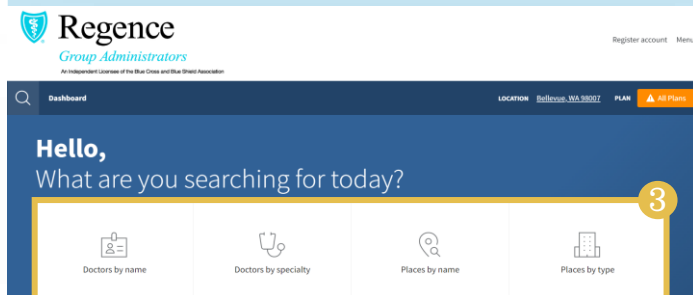 Regence
Group Administrators
An Independent Licensee of the Blue Cross and Blue Shield Association
Register account Menu
Dashboard
LOCATION Bellevue, WA 98007 PLAN All Plans
Hello,
What are you searching for today?
3
Doctors by name
Doctors by specialty
Places by name
Places by type